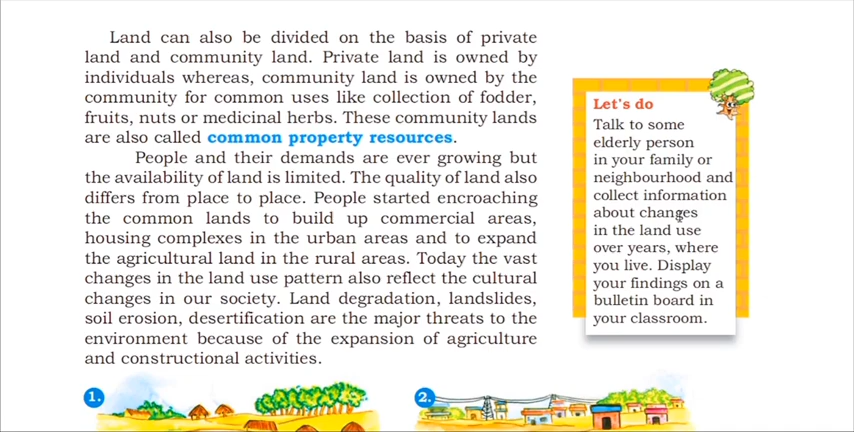 Land can also be divided on the basis of private
land and community land. Private land is owned by
individuals whereas, community land is owned by the
community for common uses like collection of fodder,
fruits, nuts or medicinal herbs. These community lands
are also called common property resources.
People and their demands are ever growing but
the availability of land is limited. The quality of land also
differs from place to place. People started encroaching
the common lands to build up commercial areas,
housing complexes in the urban areas and to expand
the agricultural land in the rural areas. Today the vast
changes in the land use pattern also reflect the cultural
changes in our society. Land degradation, landslides,
soil erosion, desertification are the major threats to the
environment because of the expansion of agriculture
and constructional activities.
Let's do
Talk to some
elderly person
in your family or
neighbourhood and
collect information
about changes
in the land use
over years, where
you live. Display
your findings on a
bulletin board in
your classroom.
1.
2.